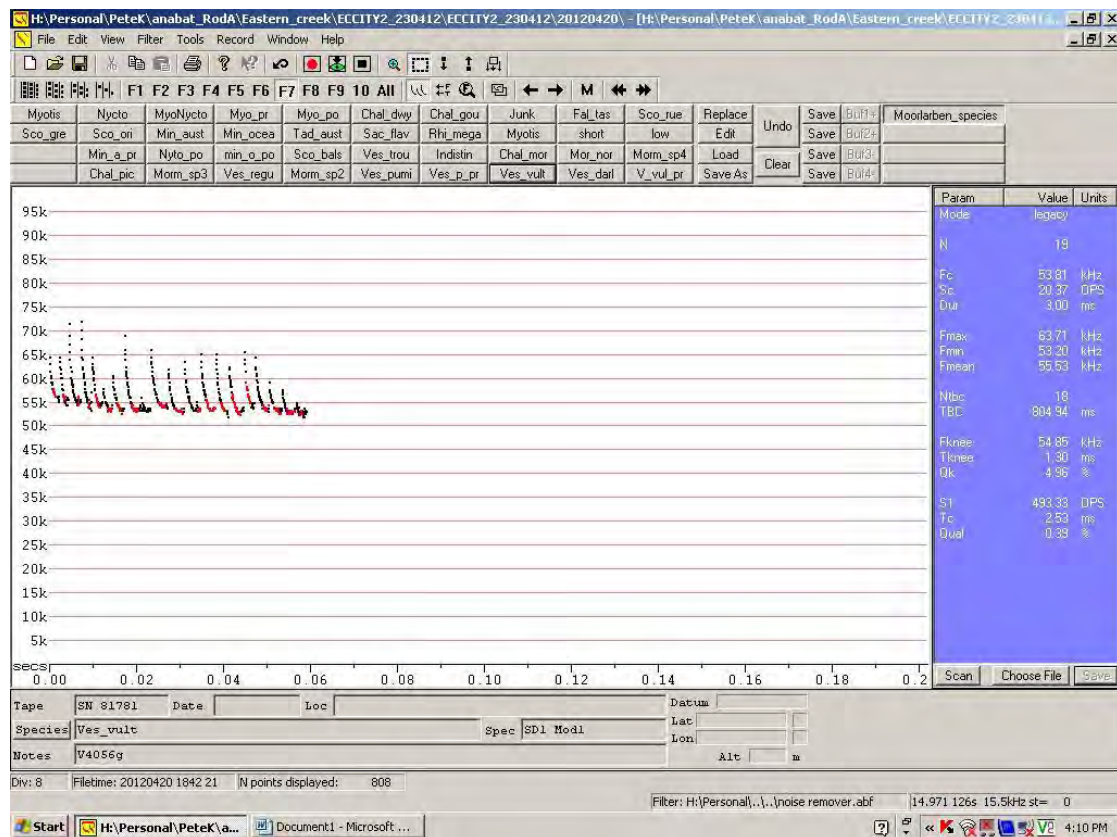 H:\Personal\PeteK\anabat_RodA\Eastern_creek\ECCITY2_230412\ECCITY2_230412\20120420\ - [H:\Personal\PeteK\anabat_RodA\Eastern_creek\ECCITY2_
File Edit View Filter Tools Record Window Help
F1 F2 F3 F4 F5 F6 F7 F8 F9 10 All M
Myotis Nycto MyoNycto Myo_pr Myo_po Chal_dwy Chal_gou Junk Fal_tas Sco_rue Replace Undo Save Buf1+ Moorlarben_species
Sco_gre Sco_ori Min_aust Min_ocea Tad_aust Sac_flav Rhi_mega Myotis short low Edit Save Buf2+
Min_a_pr Nyto_po min_o_po Sco_bals Ves_trou Indistin Chal_mor Mor_nor Morm_sp4 Load Clear Save Buf3-
Chal_pic Morm_sp3 Ves_regu Morm_sp2 Ves_pumi Ves_p_pr Ves_vult Ves_darl V_vul_pr Save As Save Buf4-
Param Value Units
Mode legacy
N 19
Fc 53.81 kHz
Sc 20.37 OPS
Dur 3.00 ms
Fmax 63.71 kHz
Fmin 53.20 kHz
Fmean 55.53 kHz
Ntbc 18
TBC 804.94 ms
Fknee 54.85 kHz
Tknee 1.30 ms
Qk 4.96 %
S1 493.33 OPS
Tc 2.53 ms
Qual 0.39 %
95k
90k
85k
80k
75k
70k
65k
60k
55k
50k
45k
40k
35k
30k
25k
20k
15k
10k
5k
secs
0.00 0.02 0.04 0.06 0.08 0.10 0.12 0.14 0.16 0.18 0.2
Scan Choose File Save
Tape SN 81781 Date Loc Datum
Species Ves_vult Spec SD1 Mod1 Lat
Lon
Notes V4056g Alt m
Div: 8 Filetime: 20120420 1842 21 N points displayed: 808
Filter: H:\Personal\..\..\noise remover.abf 14.971 126s 15.5kHz st= 0
Start H:\Personal\PeteK\a... Document1 - Microsoft ... 4:10 PM